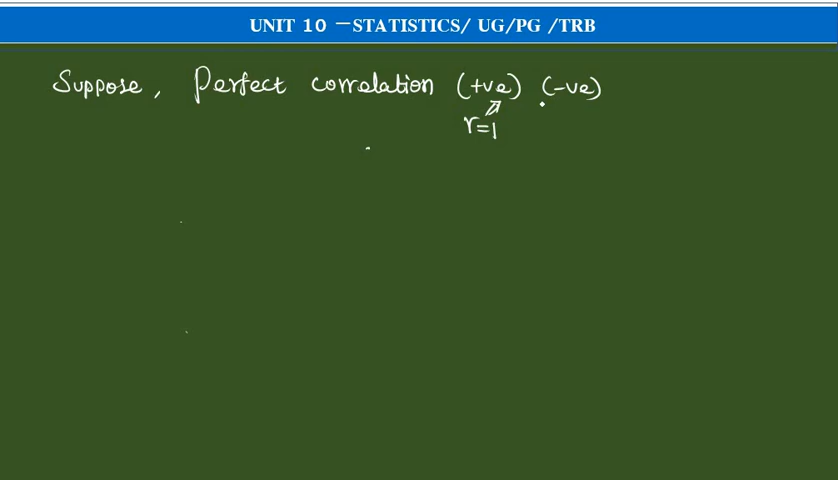 UNIT 10 – STATISTICS/ UG/PG /TRB
Suppose, Perfect correlation (+ve) (-ve)
r=1